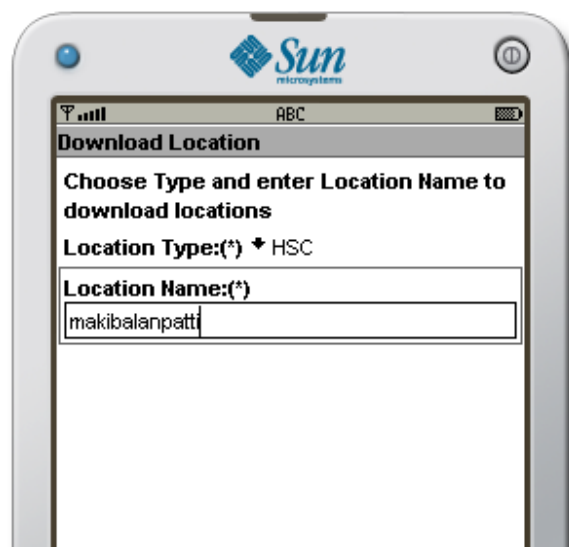 Sun
microsystems
ABC
Download Location
Choose Type and enter Location Name to
download locations
Location Type:(*) HSC
Location Name:(*)
makibalanpatti